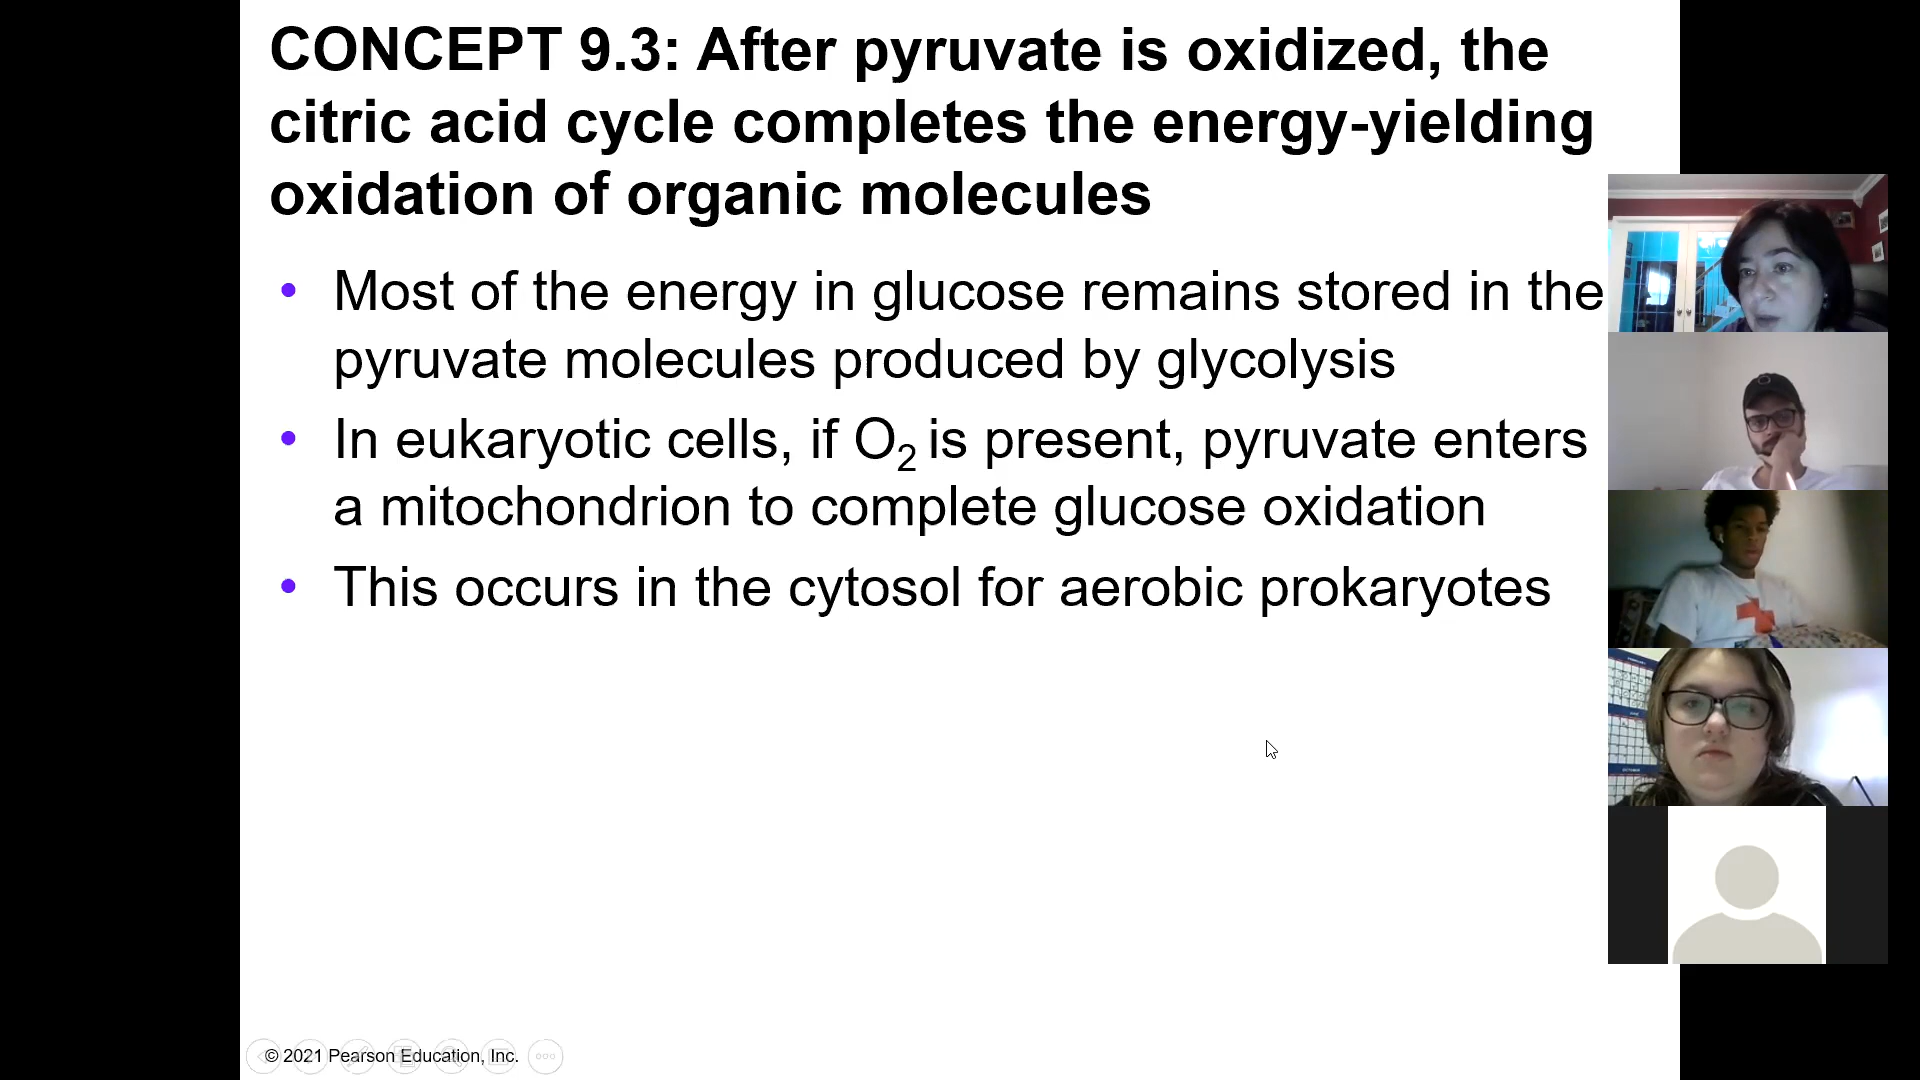 CONCEPT 9.3: After pyruvate is oxidized, the
citric acid cycle completes the energy-yielding
oxidation of organic molecules
• Most of the energy in glucose remains stored in the
pyruvate molecules produced by glycolysis
• In eukaryotic cells, if O₂ is present, pyruvate enters
a mitochondrion to complete glucose oxidation
• This occurs in the cytosol for aerobic prokaryotes
© 2021 Pearson Education, Inc.